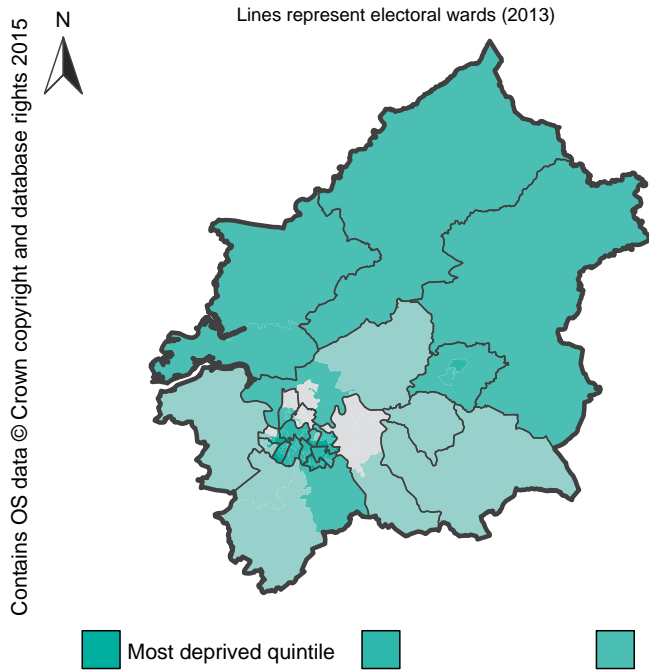 Lines represent electoral wards (2013)
N
Contains OS data © Crown copyright and database rights 2015
Most deprived quintile